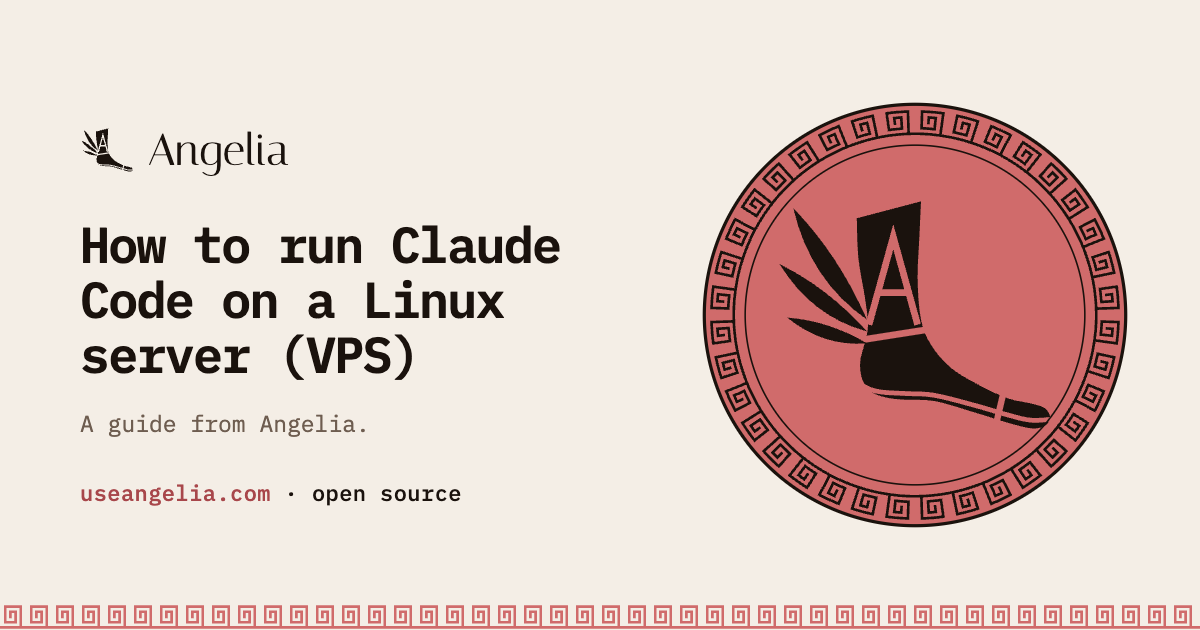 Angelia
How to run Claude
Code on a Linux
server (VPS)
A guide from Angelia.
useangelia.com · open source
A